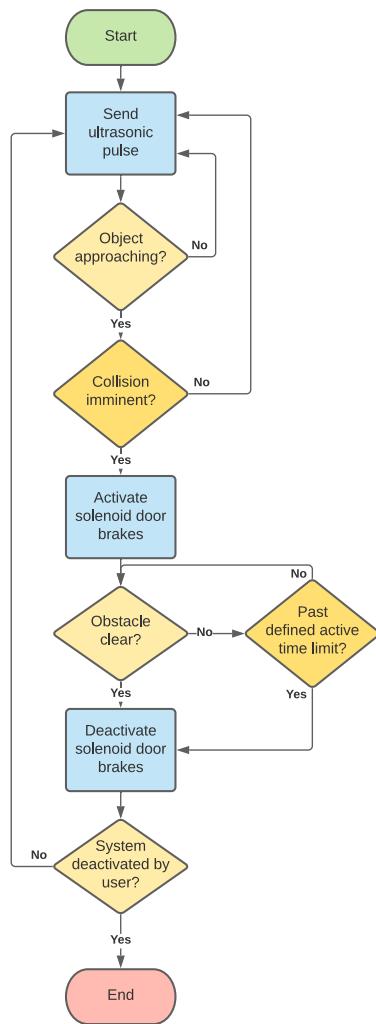 Start
Send
ultrasonic
pulse
Object
approaching?
No
Yes
Collision
imminent?
No
Yes
Activate
solenoid door
brakes
No
Obstacle
clear?
No
Past
defined active
time limit?
Yes
Yes
Deactivate
solenoid door
brakes
System
deactivated by
user?
No
Yes
End